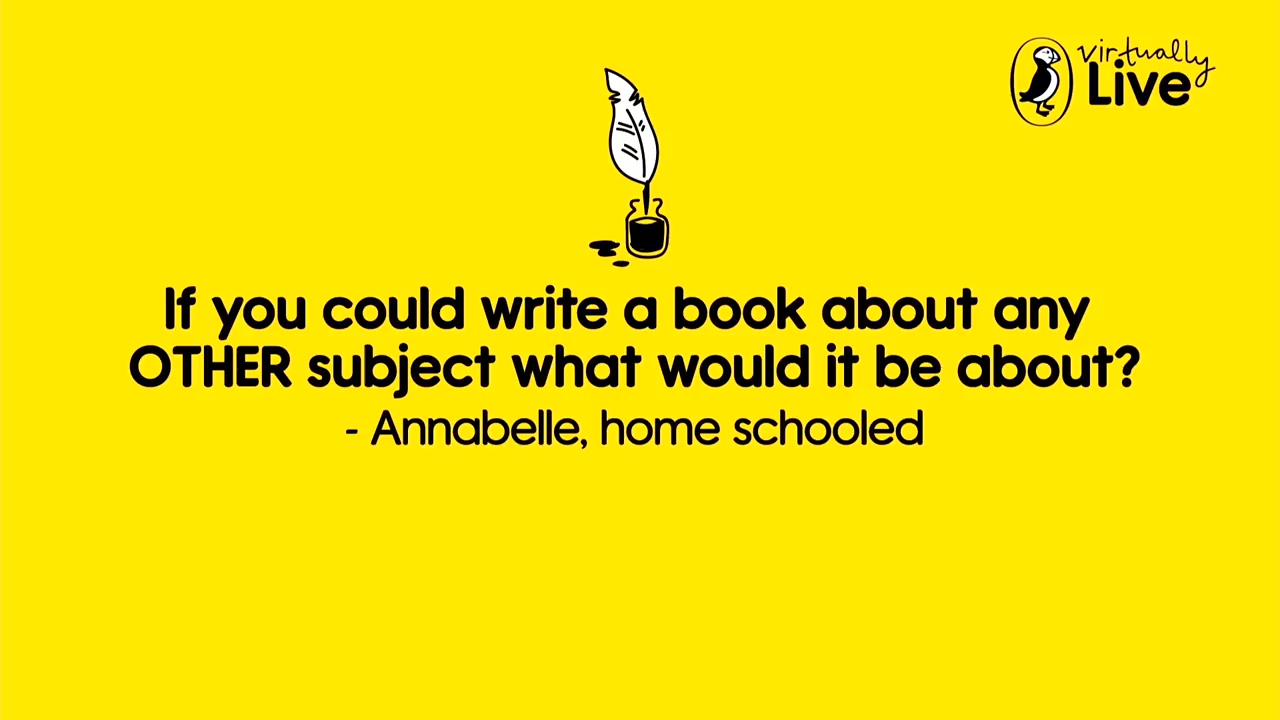 virtually
Live
If you could write a book about any
OTHER subject what would it be about?
- Annabelle, home schooled